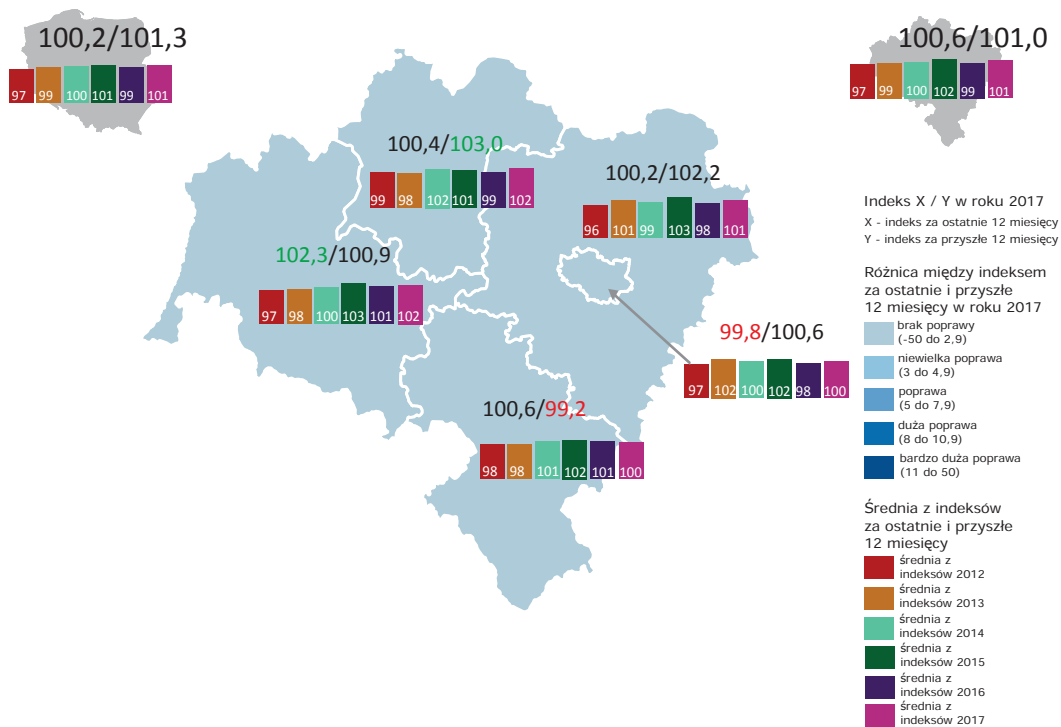 100,2/101,3
97 99 100 101 99 101
100,6/101,0
97 99 100 102 99 101
100,4/103,0
99 98 102 101 99 102
100,2/102,2
96 101 99 103 98 101
102,3/100,9
97 98 100 103 101 102
99,8/100,6
97 102 100 102 98 100
100,6/99,2
98 98 101 102 101 100
Indeks X / Y w roku 2017
X - indeks za ostatnie 12 miesięcy
Y - indeks za przyszłe 12 miesięcy
Różnica między indeksem
za ostatnie i przyszłe
12 miesięcy w roku 2017
brak poprawy
(-50 do 2,9)
niewielka poprawa
(3 do 4,9)
poprawa
(5 do 7,9)
duża poprawa
(8 do 10,9)
bardzo duża poprawa
(11 do 50)
Średnia z indeksów
za ostatnie i przyszłe
12 miesięcy
średnia z
indeksów 2012
średnia z
indeksów 2013
średnia z
indeksów 2014
średnia z
indeksów 2015
średnia z
indeksów 2016
średnia z
indeksów 2017